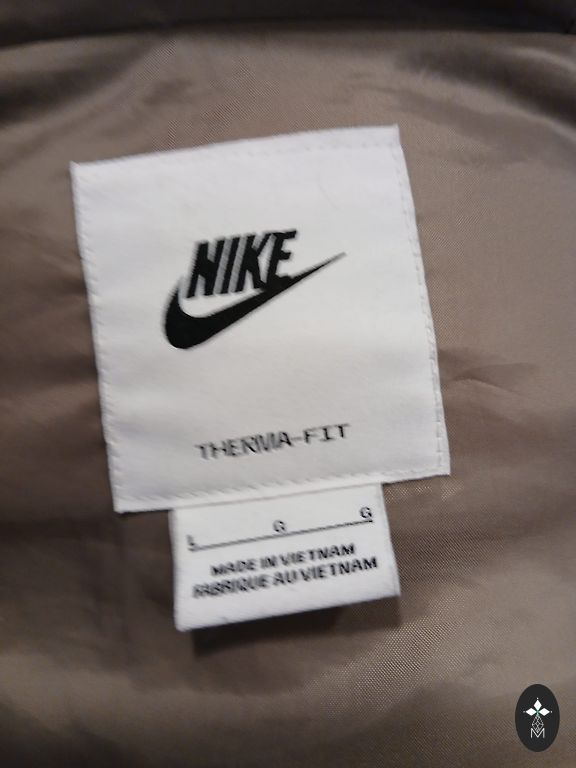 NIKE
THERMA-FIT
L G G
MADE IN VIETNAM
FABRIQUE AU VIETNAM
M